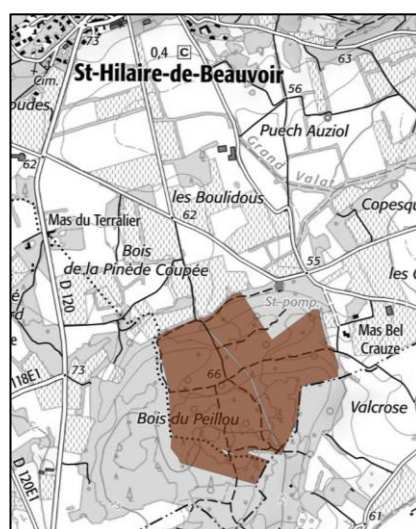 73
0,4 C
63
Cim.
St-Hilaire-de-Beauvoir
oudes
56
Puech Auziol
Grand Valat
62
les Boulidous
Copesqu
Mas du Terralier
62
Bois
de la Pinède Coupée
55
les
D 120
St. pomp.
Mas Bel
Crauze
e
73
66
118E1
Bois du Peillou
Valcrose
D 120E1
61